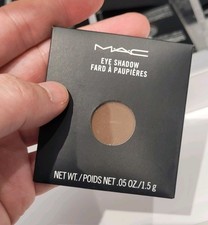 MAC
EYE SHADOW
FARD À PAUPIÈRES
NET WT./POIDS NET .05 OZ./1.5 g